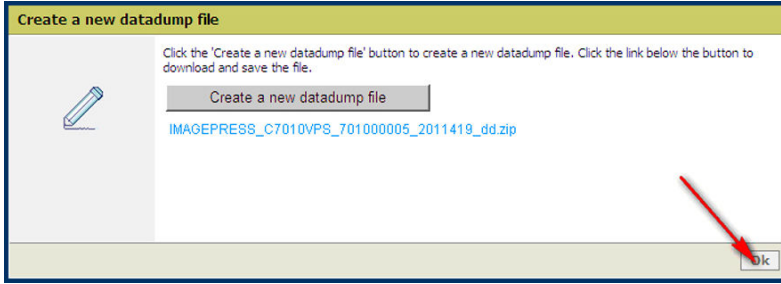 Create a new datadump file
Click the 'Create a new datadump file' button to create a new datadump file. Click the link below the button to
download and save the file.
Create a new datadump file
IMAGEPRESS_C7010VPS_701000005_2011419_dd.zip
Ok